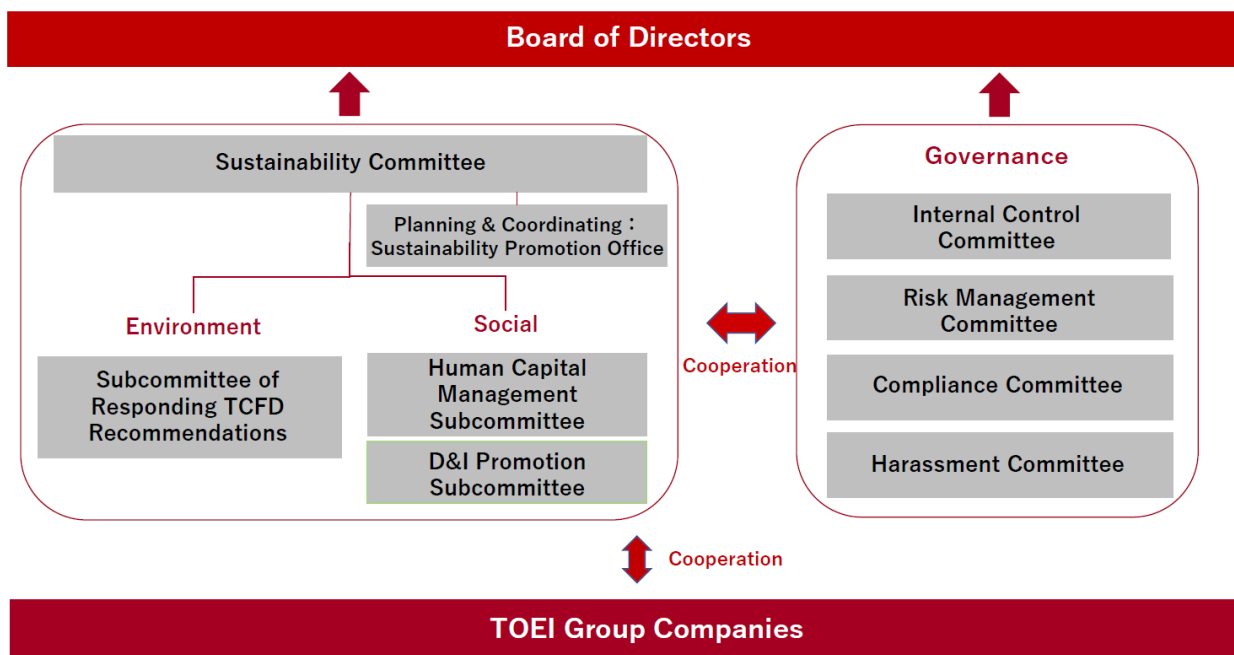 Board of Directors
Sustainability Committee
Planning & Coordinating：
Sustainability Promotion Office
Environment
Subcommittee of
Responding TCFD
Recommendations
Social
Human Capital
Management
Subcommittee
D&I Promotion
Subcommittee
Cooperation
Governance
Internal Control
Committee
Risk Management
Committee
Compliance Committee
Harassment Committee
Cooperation
TOEI Group Companies